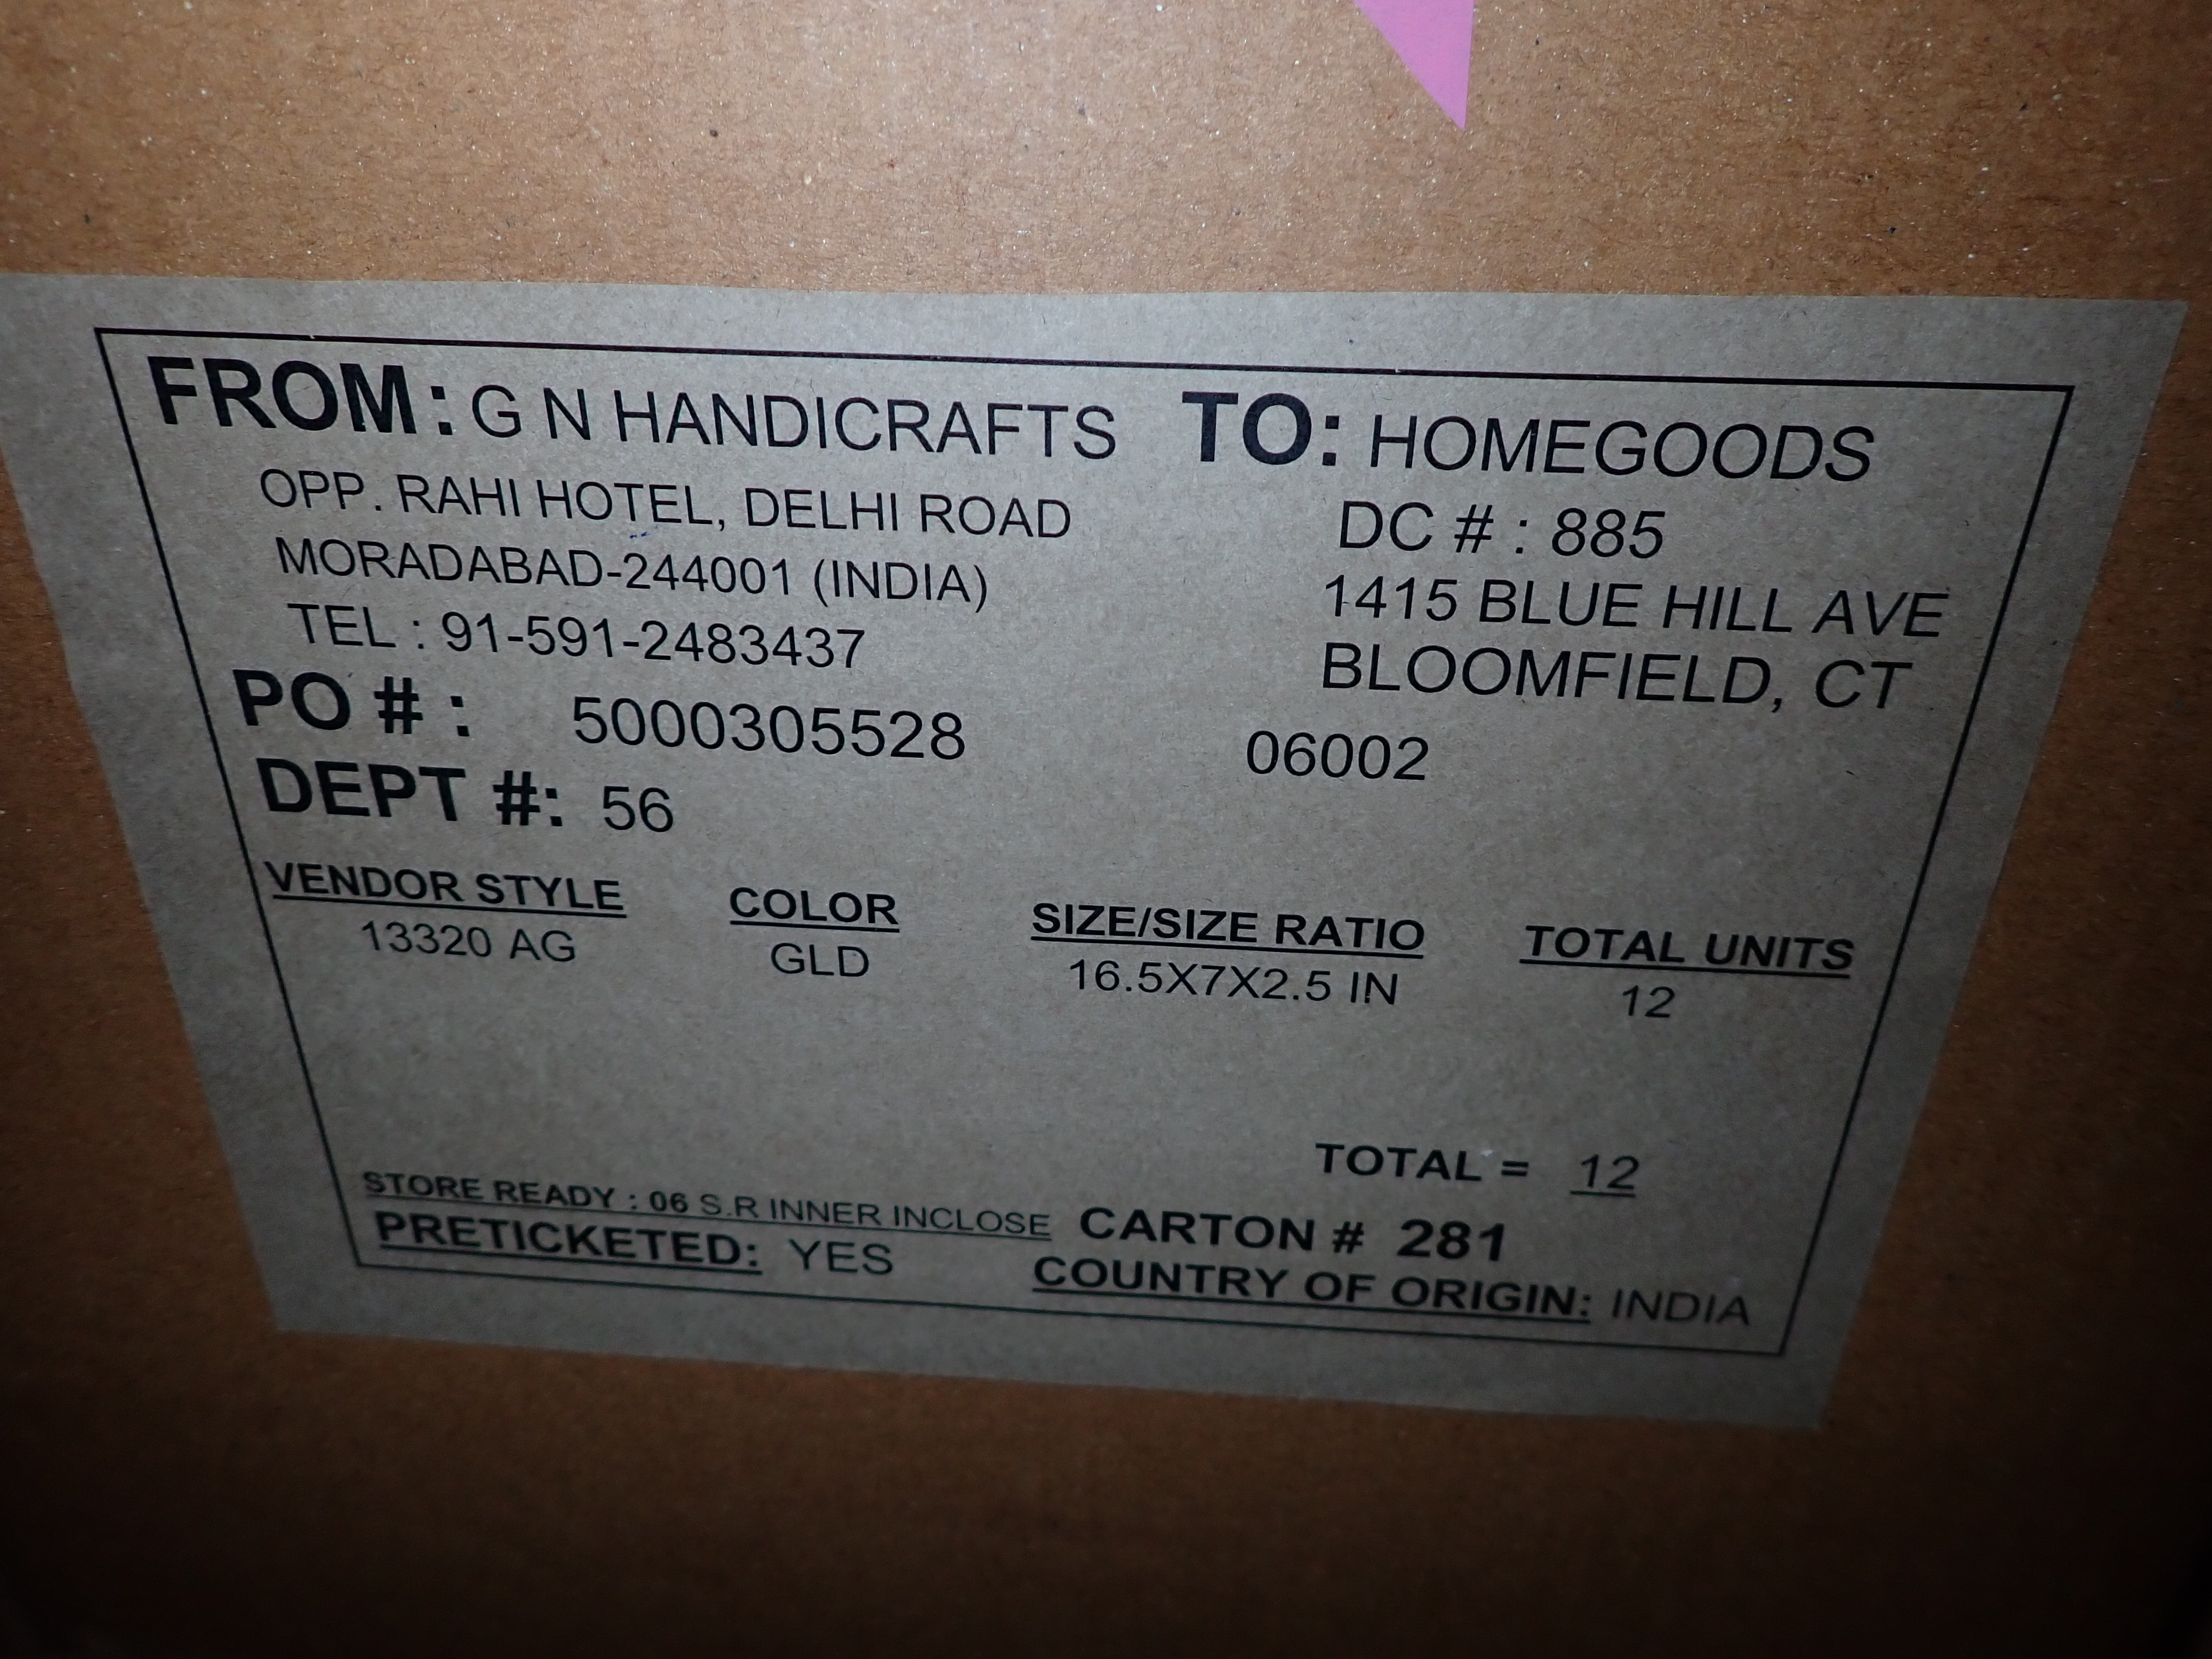 FROM: G N HANDICRAFTS
OPP. RAHI HOTEL, DELHI ROAD
MORADABAD-244001 (INDIA)
TEL : 91-591-2483437
TO: HOMEGOODS
DC # : 885
1415 BLUE HILL AVE
BLOOMFIELD, CT
06002
PO # : 5000305528
DEPT #: 56
VENDOR STYLE COLOR SIZE/SIZE RATIO TOTAL UNITS
13320 AG GLD 16.5X7X2.5 IN 12
TOTAL = 12
STORE READY : 06 S.R INNER INCLOSE CARTON # 281
PRETICKETED: YES COUNTRY OF ORIGIN: INDIA